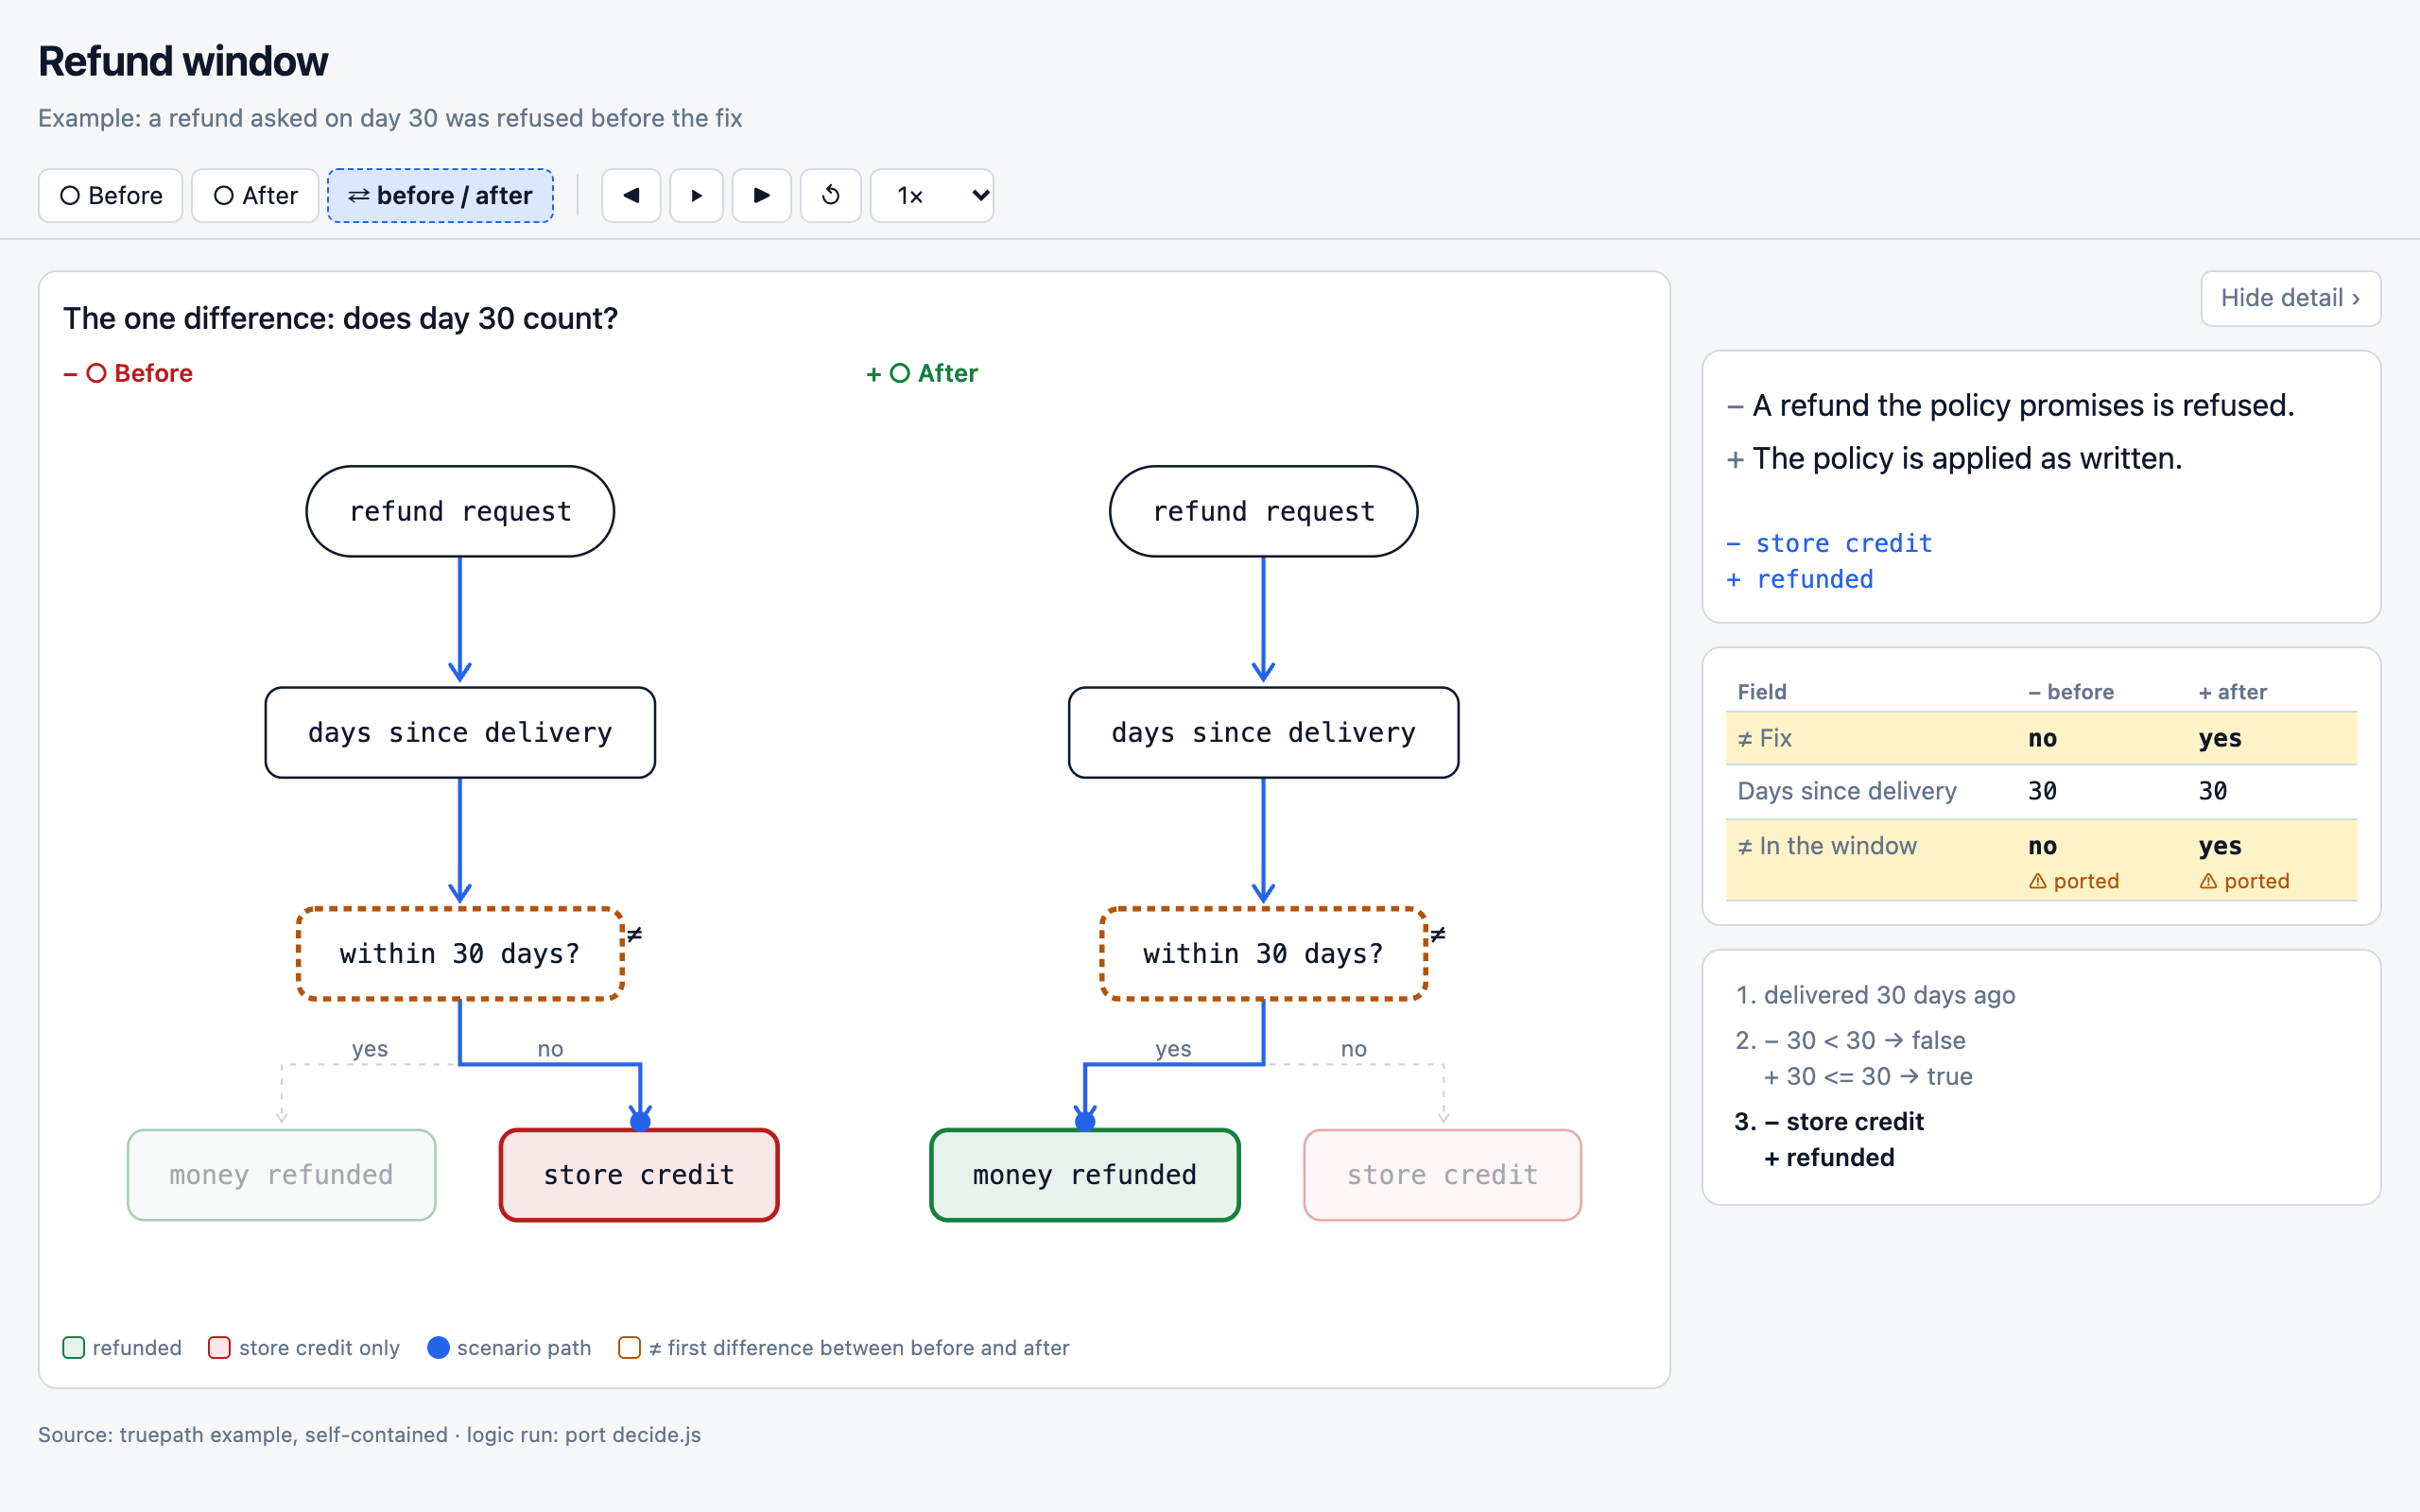 Refund window
Example: a refund asked on day 30 was refused before the fix
○ Before
○ After
⇄ before / after
◀
▶
▶
↺
1×
Hide detail ›
The one difference: does day 30 count?
– ○ Before
+ ○ After
refund request
days since delivery
within 30 days?
≠
yes
no
money refunded
store credit
refund request
days since delivery
within 30 days?
≠
yes
no
money refunded
store credit
refunded
store credit only
scenario path
≠ first difference between before and after
– A refund the policy promises is refused.
+ The policy is applied as written.
– store credit
+ refunded
Field – before + after
≠ Fix no yes
Days since delivery 30 30
≠ In the window no yes
⚠ ported ⚠ ported
1. delivered 30 days ago
2. – 30 < 30 → false
+ 30 <= 30 → true
3. – store credit
+ refunded
Source: truepath example, self-contained · logic run: port decide.js